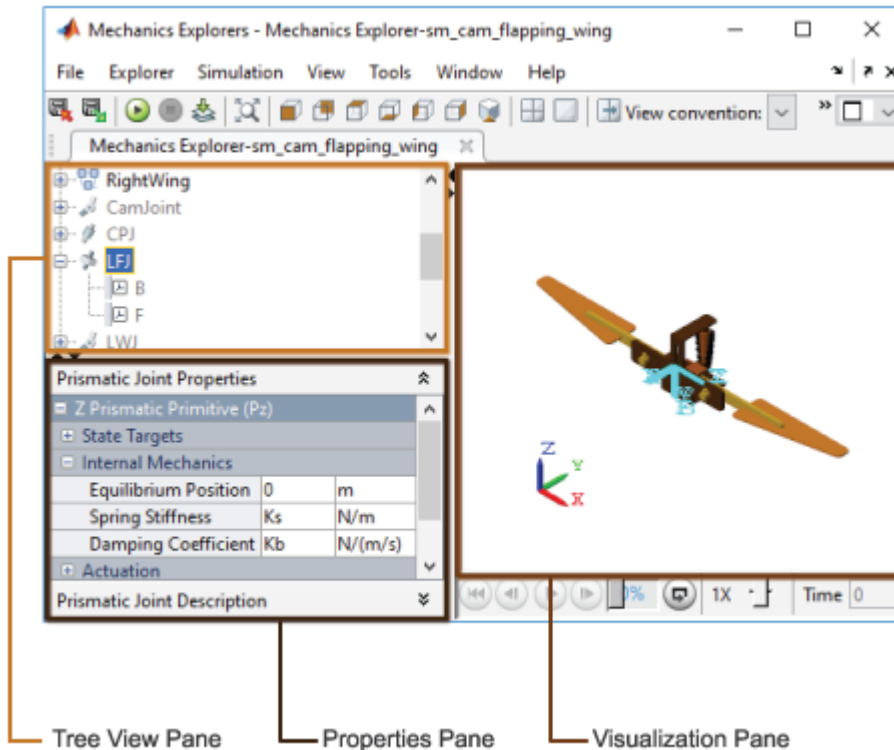 Mechanics Explorers - Mechanics Explorer-sm_cam_flapping_wing
File Explorer Simulation View Tools Window Help
View convention:
Mechanics Explorer-sm_cam_flapping_wing
RightWing
CamJoint
CPJ
LFJ
B
F
LWJ
Prismatic Joint Properties
Z Prismatic Primitive (Pz)
State Targets
Internal Mechanics
Equilibrium Position 0 m
Spring Stiffness Ks N/m
Damping Coefficient Kb N/(m/s)
Actuation
Prismatic Joint Description
Z
Y
X
1X Time 0
Tree View Pane Properties Pane Visualization Pane